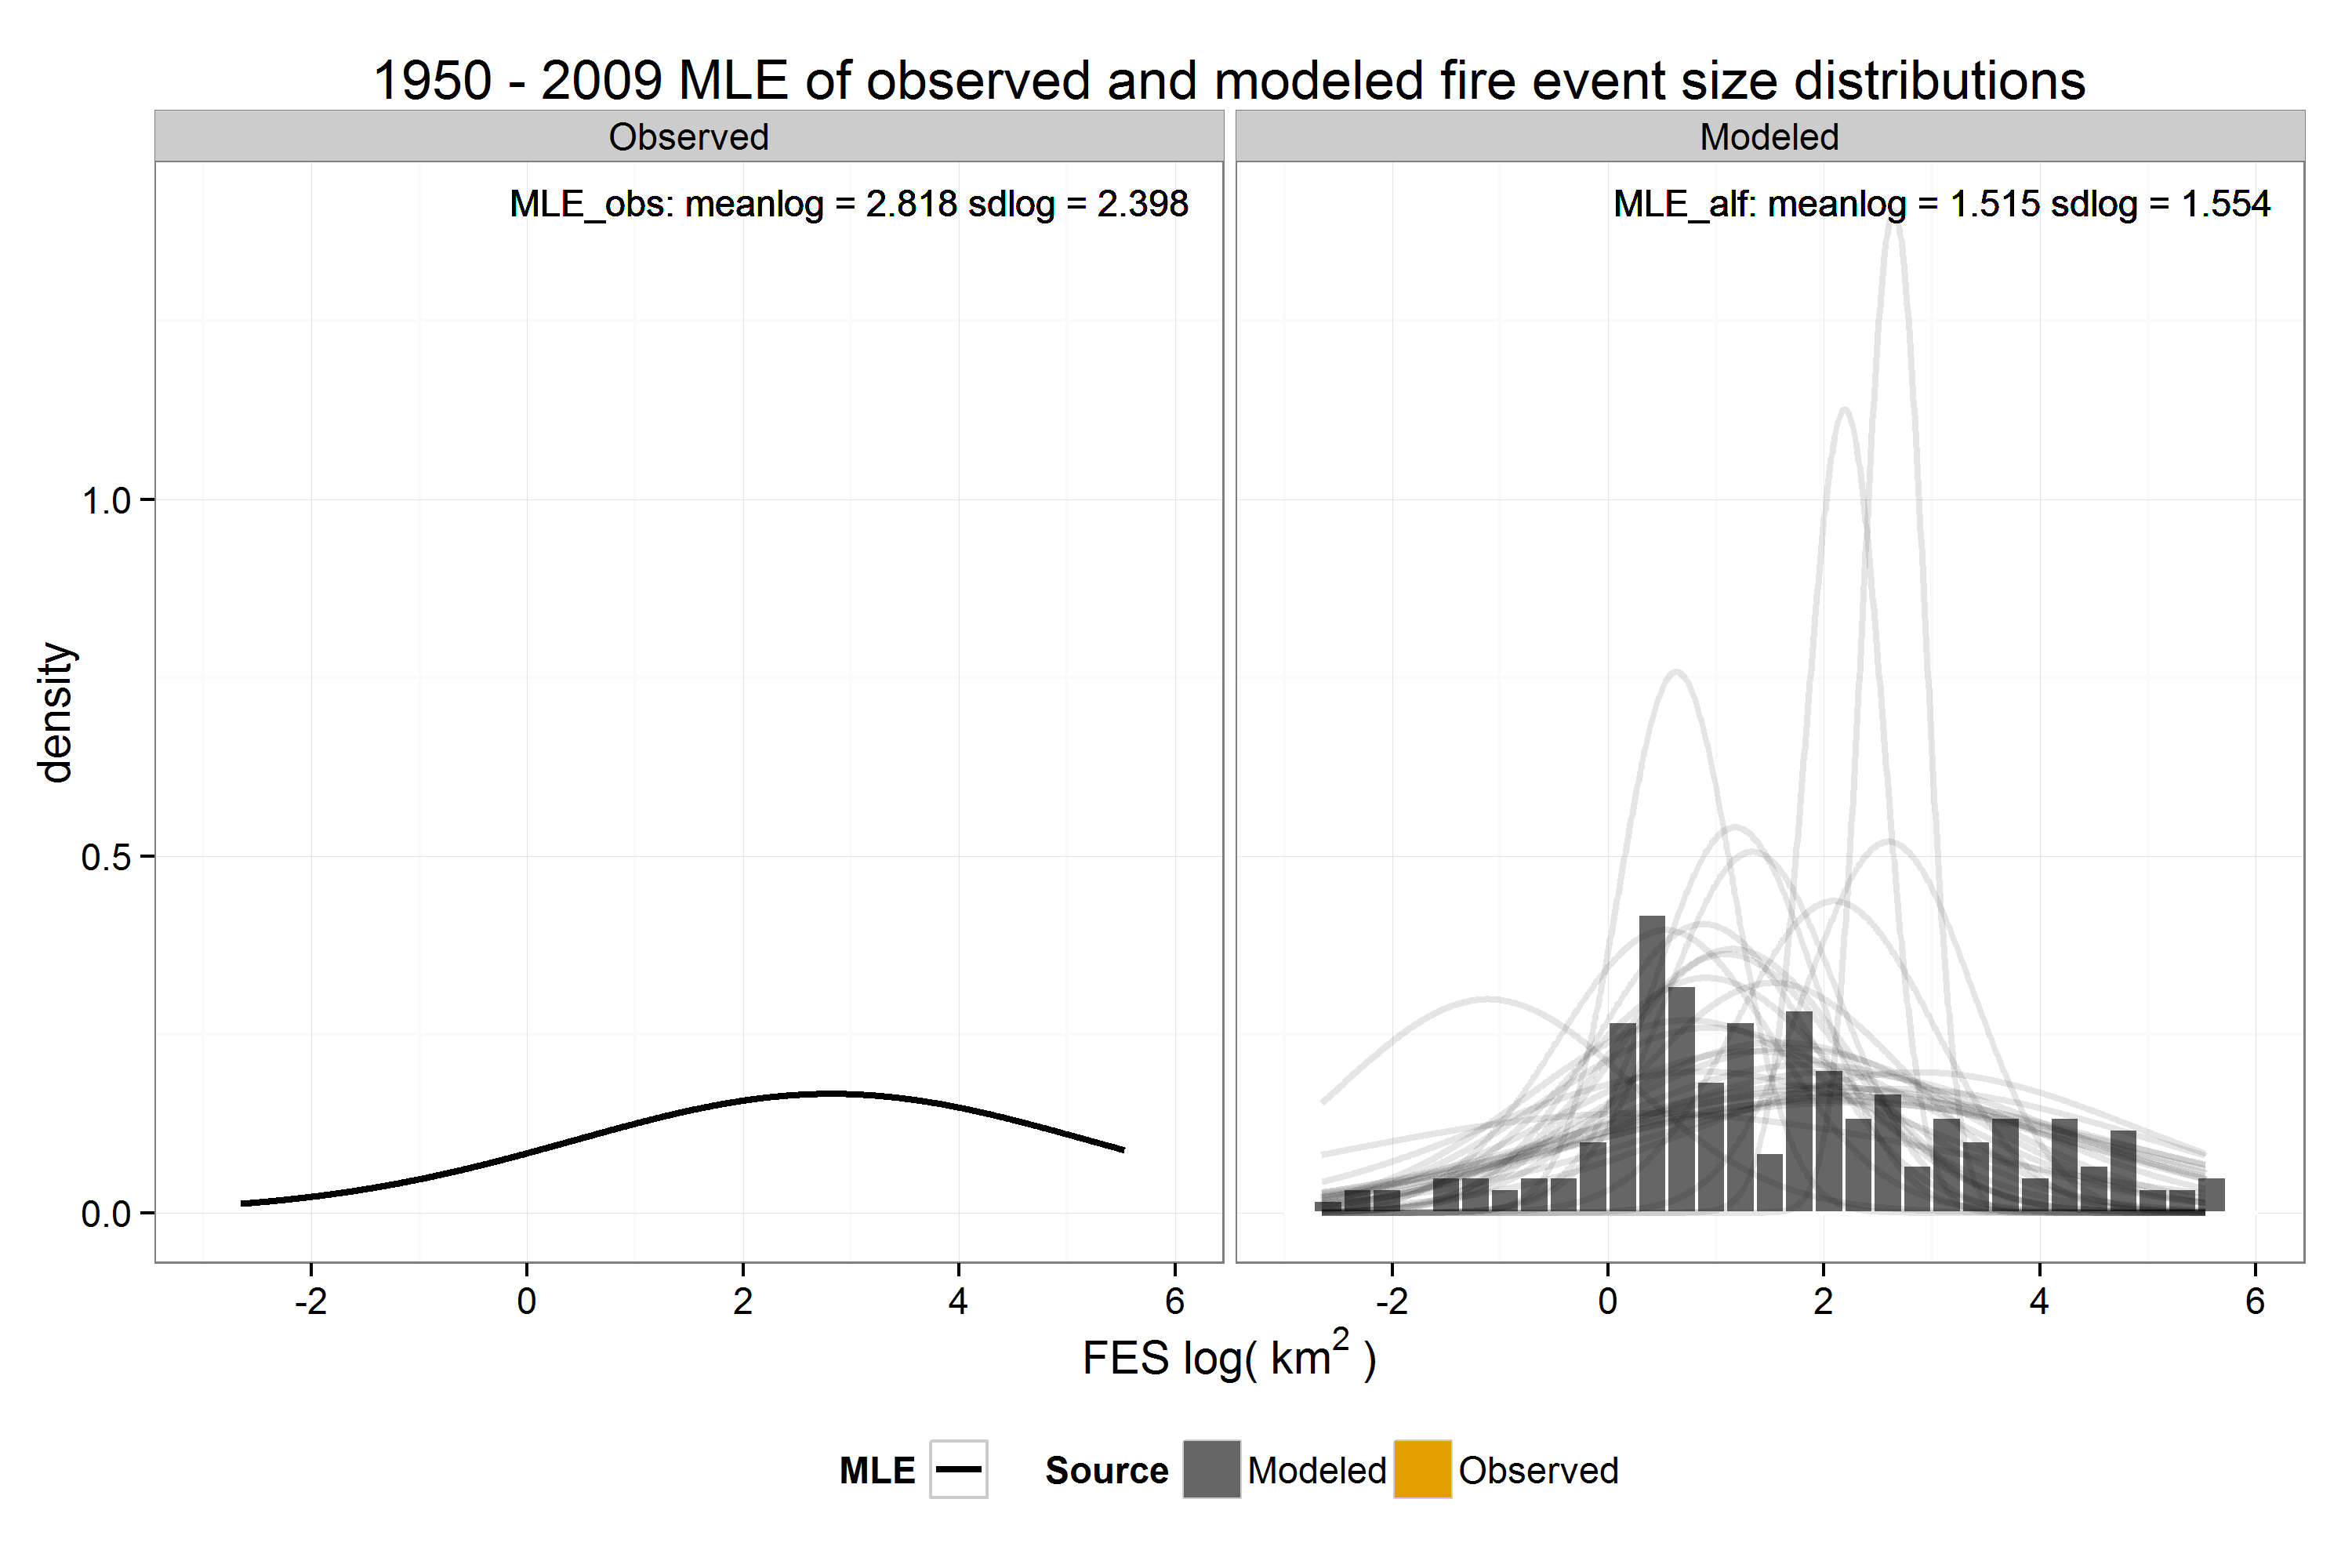 1950 - 2009 MLE of observed and modeled fire event size distributions
Observed
Modeled
MLE_obs: meanlog = 2.818 sdlog = 2.398
MLE_alf: meanlog = 1.515 sdlog = 1.554
density
1.0
0.5
0.0
-2 0 2 4 6
-2 0 2 4 6
FES log( km² )
MLE Source Modeled Observed